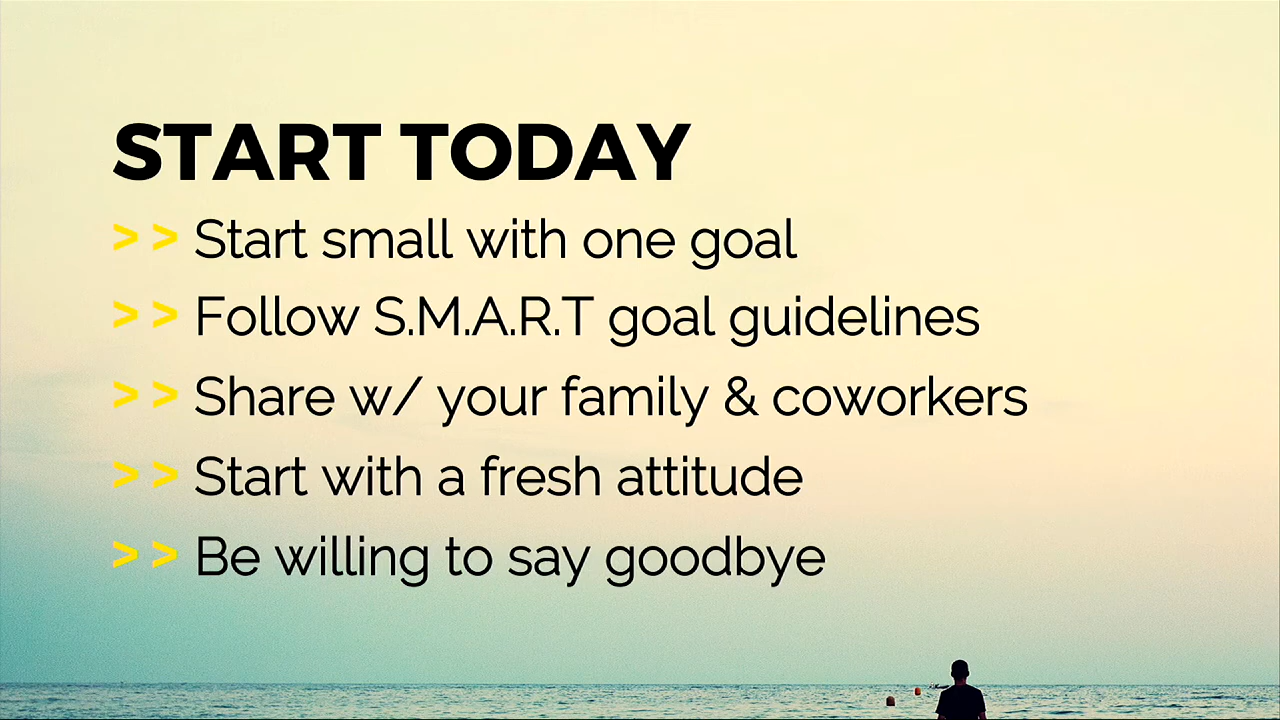 START TODAY
>> Start small with one goal
>> Follow S.M.A.R.T goal guidelines
>> Share w/ your family & coworkers
>> Start with a fresh attitude
>> Be willing to say goodbye